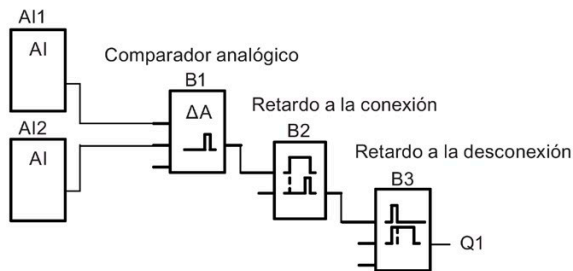 AI1
AI
Comparador analógico
B1
ΔA
AI2
AI
Retardo a la conexión
B2
Retardo a la desconexión
B3
Q1